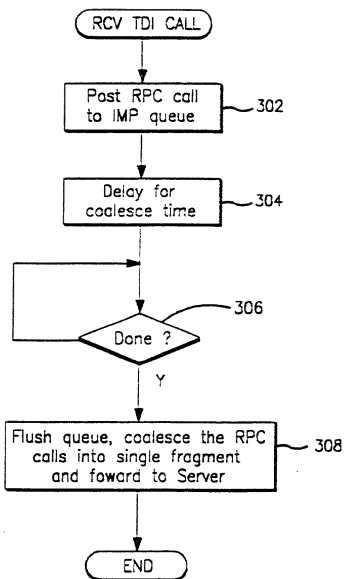 RCV TDI CALL
Post RPC call
to IMP queue
302
Delay for
coalesce time
304
306
Done ?
Y
Flush queue, coalesce the RPC
calls into single fragment
and foward to Server
308
END